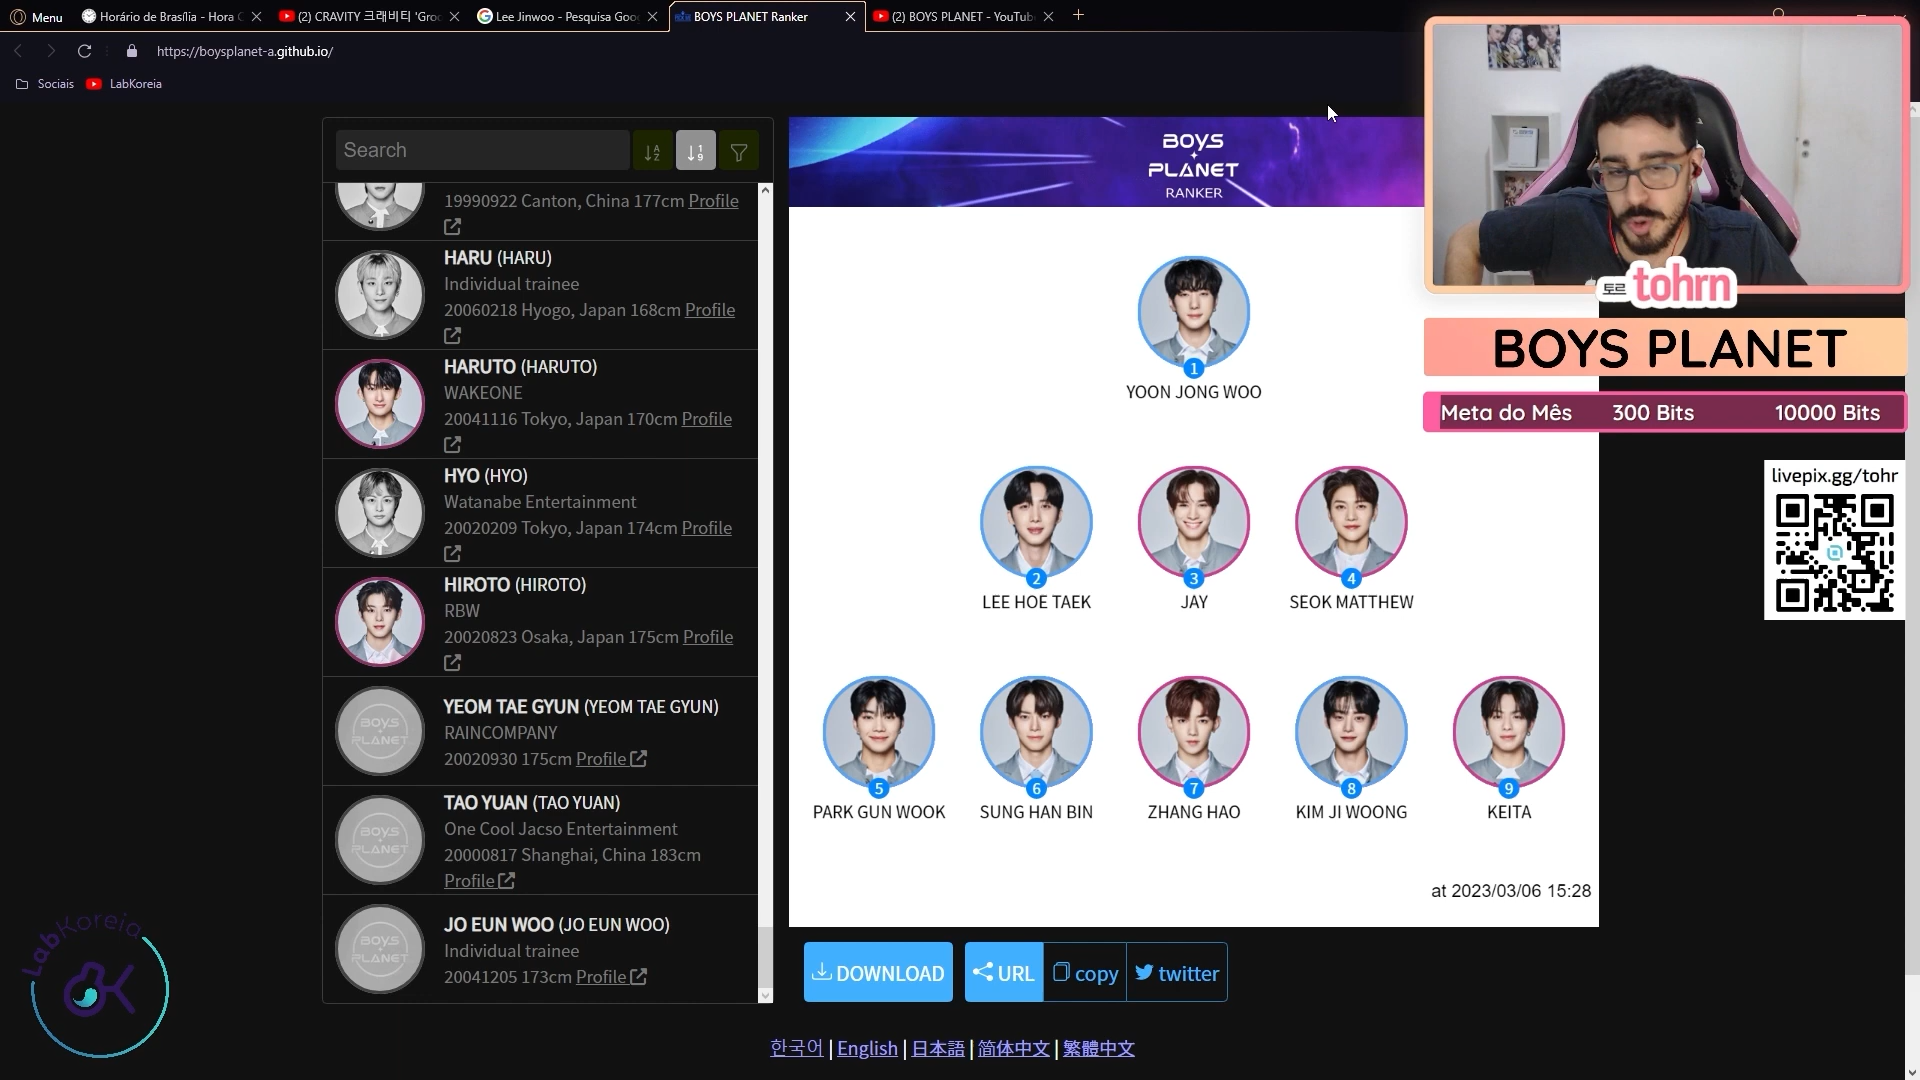 Menu
Horário de Brasília - Hora
(2) CRAVITY 크래비티 'Groo
Lee Jinwoo - Pesquisa Goo
BOYS PLANET Ranker
(2) BOYS PLANET - YouTub
https://boysplanet-a.github.io/
Sociais
LabKoreia
Search
19990922 Canton, China 177cm Profile
HARU (HARU)
Individual trainee
20060218 Hyogo, Japan 168cm Profile
HARUTO (HARUTO)
WAKEONE
20041116 Tokyo, Japan 170cm Profile
HYO (HYO)
Watanabe Entertainment
20020209 Tokyo, Japan 174cm Profile
HIROTO (HIROTO)
RBW
20020823 Osaka, Japan 175cm Profile
BOYS PLANET
YEOM TAE GYUN (YEOM TAE GYUN)
RAINCOMPANY
20020930 175cm Profile
BOYS PLANET
TAO YUAN (TAO YUAN)
One Cool Jacso Entertainment
20000817 Shanghai, China 183cm
Profile
BOYS PLANET
JO EUN WOO (JO EUN WOO)
Individual trainee
20041205 173cm Profile
BOYS
PLANET
RANKER
1
YOON JONG WOO
2 3 4
LEE HOE TAEK JAY SEOK MATTHEW
5 6 7 8 9
PARK GUN WOOK SUNG HAN BIN ZHANG HAO KIM JI WOONG KEITA
at 2023/03/06 15:28
DOWNLOAD URL copy twitter
한국어 | English | 日本語 | 简体中文 | 繁體中文
토르 tohrn
BOYS PLANET
Meta do Mês 300 Bits 10000 Bits
livepix.gg/tohr
LabKoreia